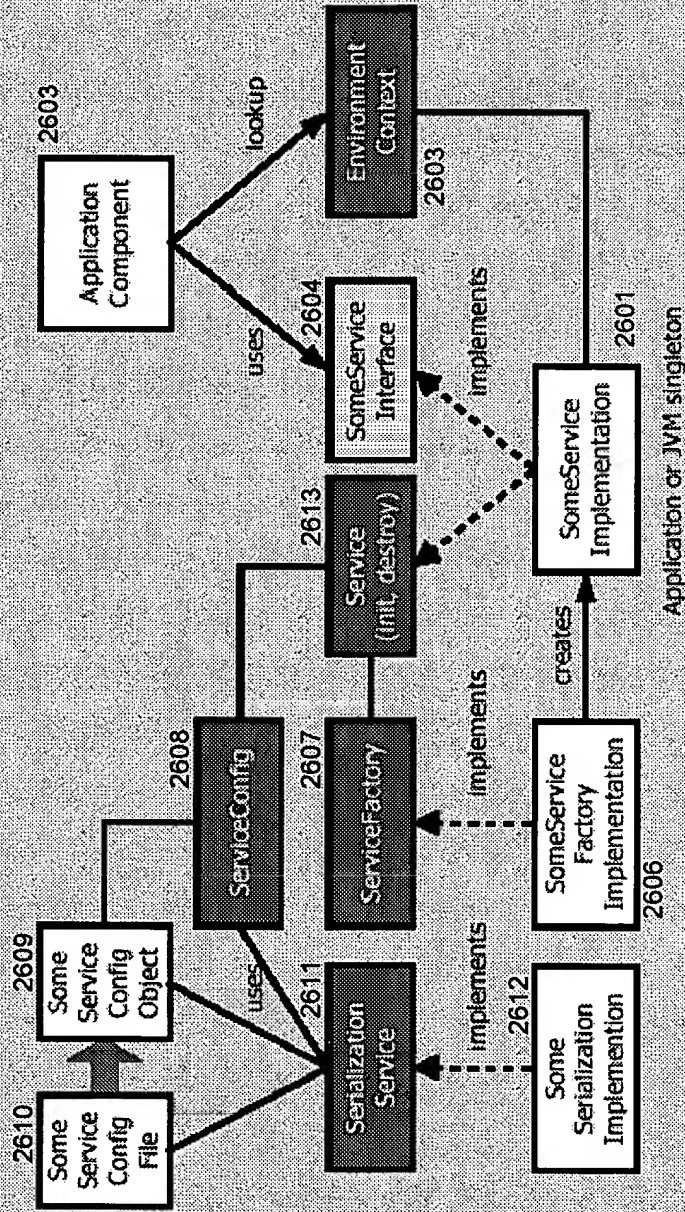 2610
Some
Service
Config
File
2609
Some
Service
Config
Object
2608
ServiceConfig
uses
2611
Serialization
Service
implements
2612
Some
Serialization
Implemention
2607
ServiceFactory
implements
SomeService
Factory
Implementation
2606
creates
2613
Service
(init, destroy)
2604
SomeService
Interface
implements
SomeService
Implementation
2601
Application or JVM singleton
Application
Component
2603
uses
lookup
Environment
Context
2603